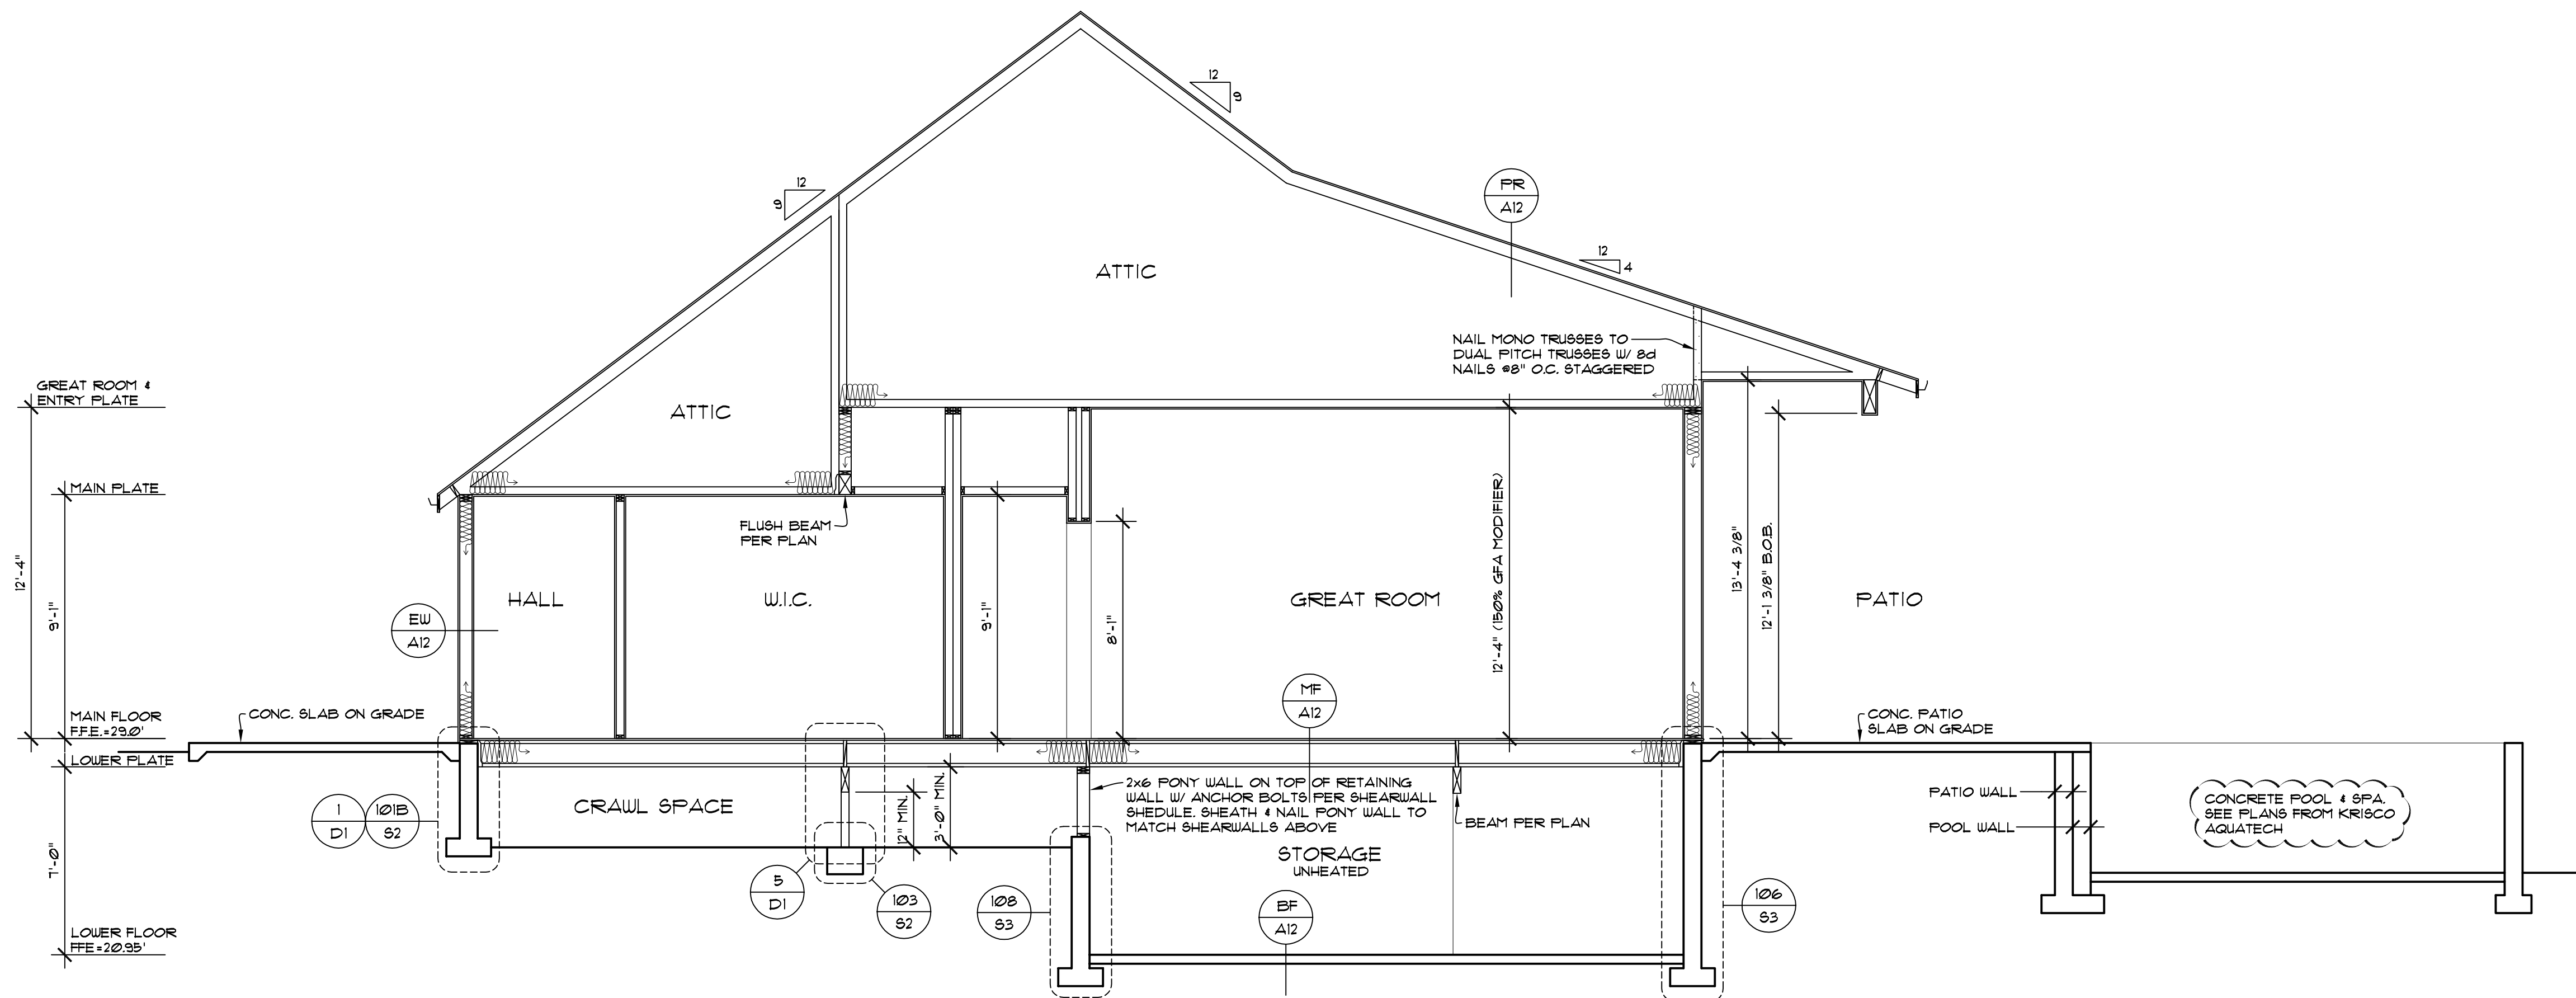 12
9
12
9
PR
A12
12
4
ATTIC
NAIL MONO TRUSSES TO
DUAL PITCH TRUSSES W/ 8d
NAILS @8" O.C. STAGGERED
GREAT ROOM &
ENTRY PLATE
ATTIC
MAIN PLATE
FLUSH BEAM
PER PLAN
12'-4"
9'-1"
HALL
W.I.C.
9'-1"
8'-1"
GREAT ROOM
12'-4" (150% GFA MODIFIER)
13'-4 3/8"
12'-1 3/8" B.O.B.
PATIO
EW
A12
MF
A12
MAIN FLOOR
F.F.E.=29.0'
CONC. SLAB ON GRADE
CONC. PATIO
SLAB ON GRADE
LOWER PLATE
CRAWL SPACE
12" MIN.
3'-0" MIN.
2x6 PONY WALL ON TOP OF RETAINING
WALL W/ ANCHOR BOLTS PER SHEARWALL
SHEDULE. SHEATH & NAIL PONY WALL TO
MATCH SHEARWALLS ABOVE
BEAM PER PLAN
PATIO WALL
POOL WALL
CONCRETE POOL & SPA.
SEE PLANS FROM KRISCO
AQUATECH
1
D1
101B
S2
STORAGE
UNHEATED
7'-0"
5
D1
103
S2
108
S3
BF
A12
106
S3
LOWER FLOOR
FFE=20.95'